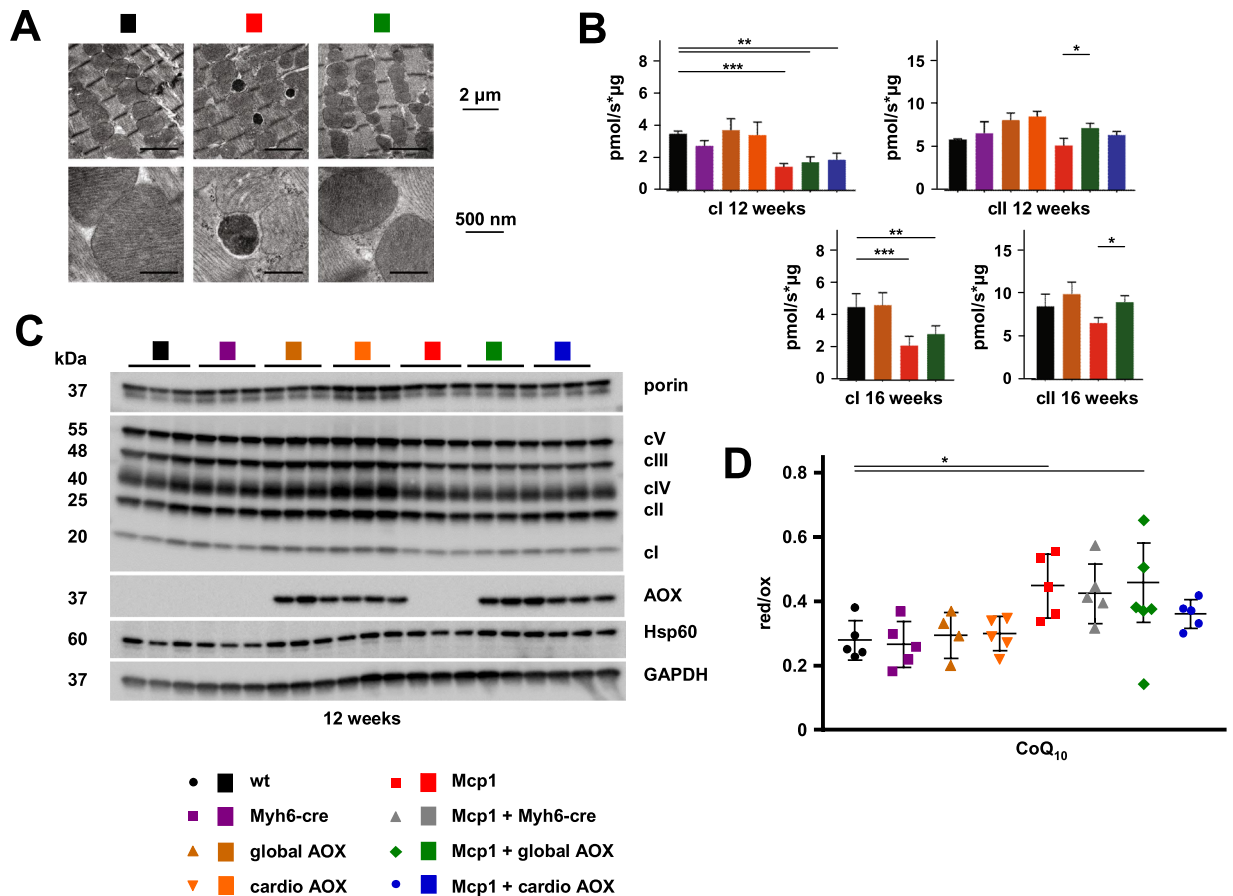 A
2 µm
500 nm
B
pmol/s*µg
8
6
4
2
0
**
***
cI 12 weeks
pmol/s*µg
15
10
5
0
*
cII 12 weeks
pmol/s*µg
8
6
4
2
0
**
***
cI 16 weeks
pmol/s*µg
15
10
5
0
*
cII 16 weeks
C
kDa
37
porin
55
48
40
25
20
cV
cIII
cIV
cII
cI
37
AOX
60
Hsp60
37
GAPDH
12 weeks
D
red/ox
0.8
0.6
0.4
0.2
0
*
CoQ10
wt
Myh6-cre
global AOX
cardio AOX
Mcp1
Mcp1 + Myh6-cre
Mcp1 + global AOX
Mcp1 + cardio AOX